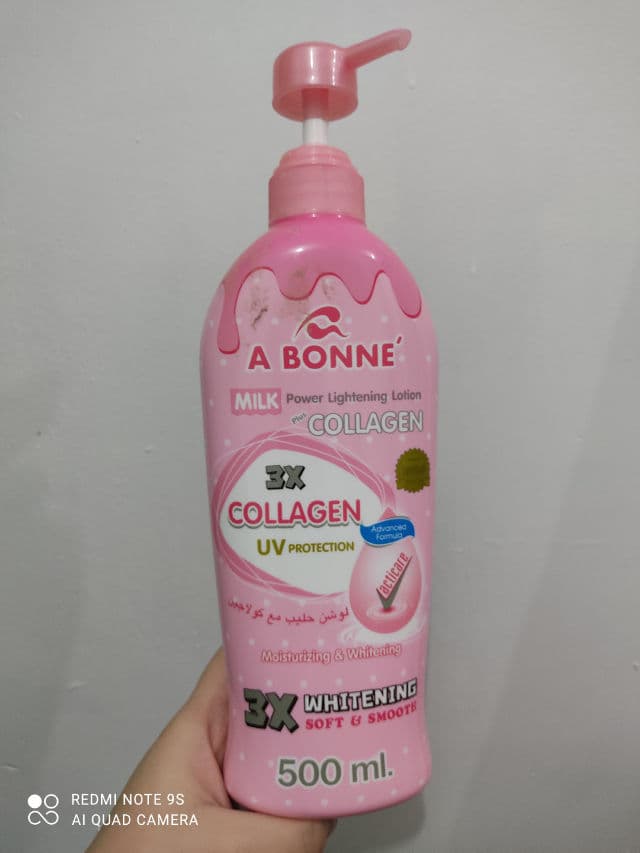 A BONNE´
MILK Power Lightening Lotion
Plus COLLAGEN
3X
COLLAGEN
UV PROTECTION
Advanced
Formula
acticare
لوشن حليب مع كولاجين
Moisturizing & Whitening
3X WHITENING
SOFT & SMOOTH
500 ml.
REDMI NOTE 9S
AI QUAD CAMERA